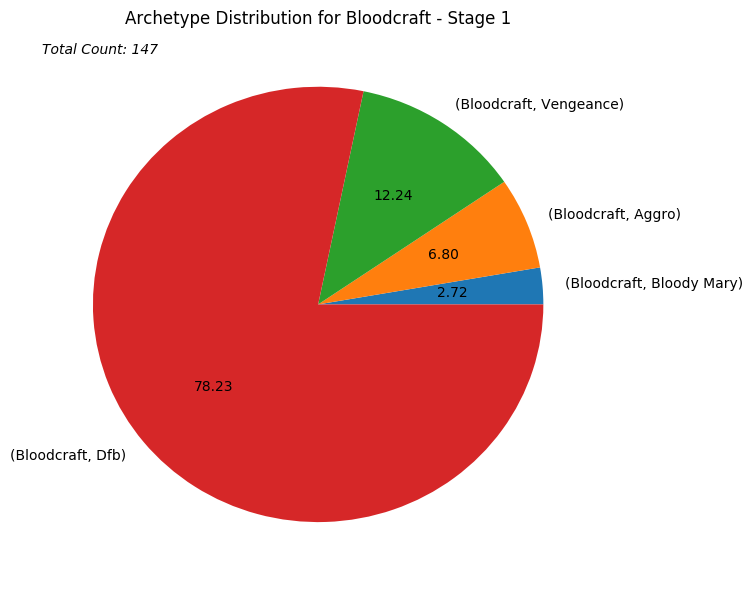 Archetype Distribution for Bloodcraft - Stage 1
Total Count: 147
(Bloodcraft, Vengeance)
12.24
(Bloodcraft, Aggro)
6.80
(Bloodcraft, Bloody Mary)
2.72
78.23
(Bloodcraft, Dfb)